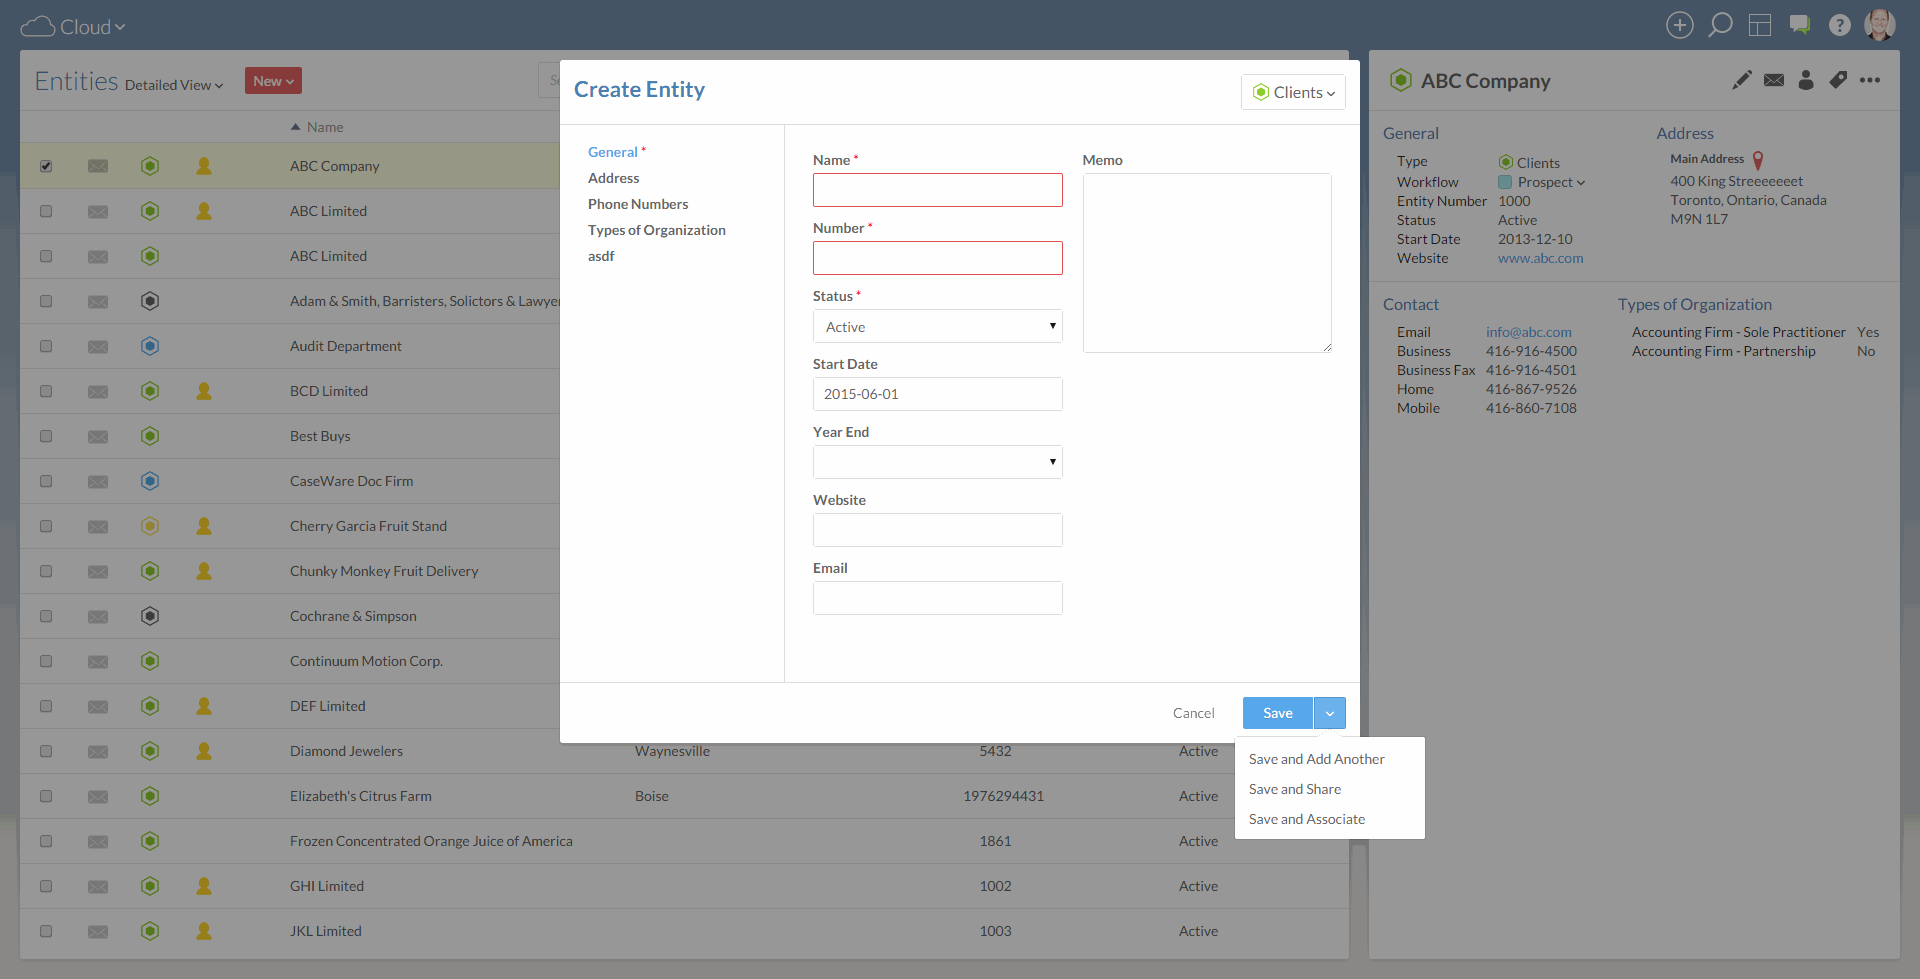 Cloud
Entities Detailed View New
Name
ABC Company
ABC Limited
ABC Limited
Adam & Smith, Barristers, Solictors &
Audit Department
BCD Limited
Best Buys
CaseWare Doc Firm
Cherry Garcia Fruit Stand
Chunky Monkey Fruit Delivery
Cochrane & Simpson
Continuum Motion Corp.
DEF Limited
Diamond Jewelers Waynesville 5432 Active
Elizabeth's Citrus Farm Boise 1976294431 Active
Frozen Concentrated Orange Juice of America 1861 Active
GHI Limited 1002 Active
JKL Limited 1003 Active
Create Entity
Clients
General *
Address
Phone Numbers
Types of Organization
asdf
Name *
Number *
Status *
Active
Start Date
2015-06-01
Year End
Website
Email
Memo
Cancel
Save
Save and Add Another
Save and Share
Save and Associate
?
ABC Company
General
Type Clients
Workflow Prospect
Entity Number 1000
Status Active
Start Date 2013-12-10
Website www.abc.com
Address
Main Address
400 King Streeeeeeet
Toronto, Ontario, Canada
M9N 1L7
Contact
Email info@abc.com
Business 416-916-4500
Business Fax 416-916-4501
Home 416-867-9526
Mobile 416-860-7108
Types of Organization
Accounting Firm - Sole Practitioner Yes
Accounting Firm - Partnership No